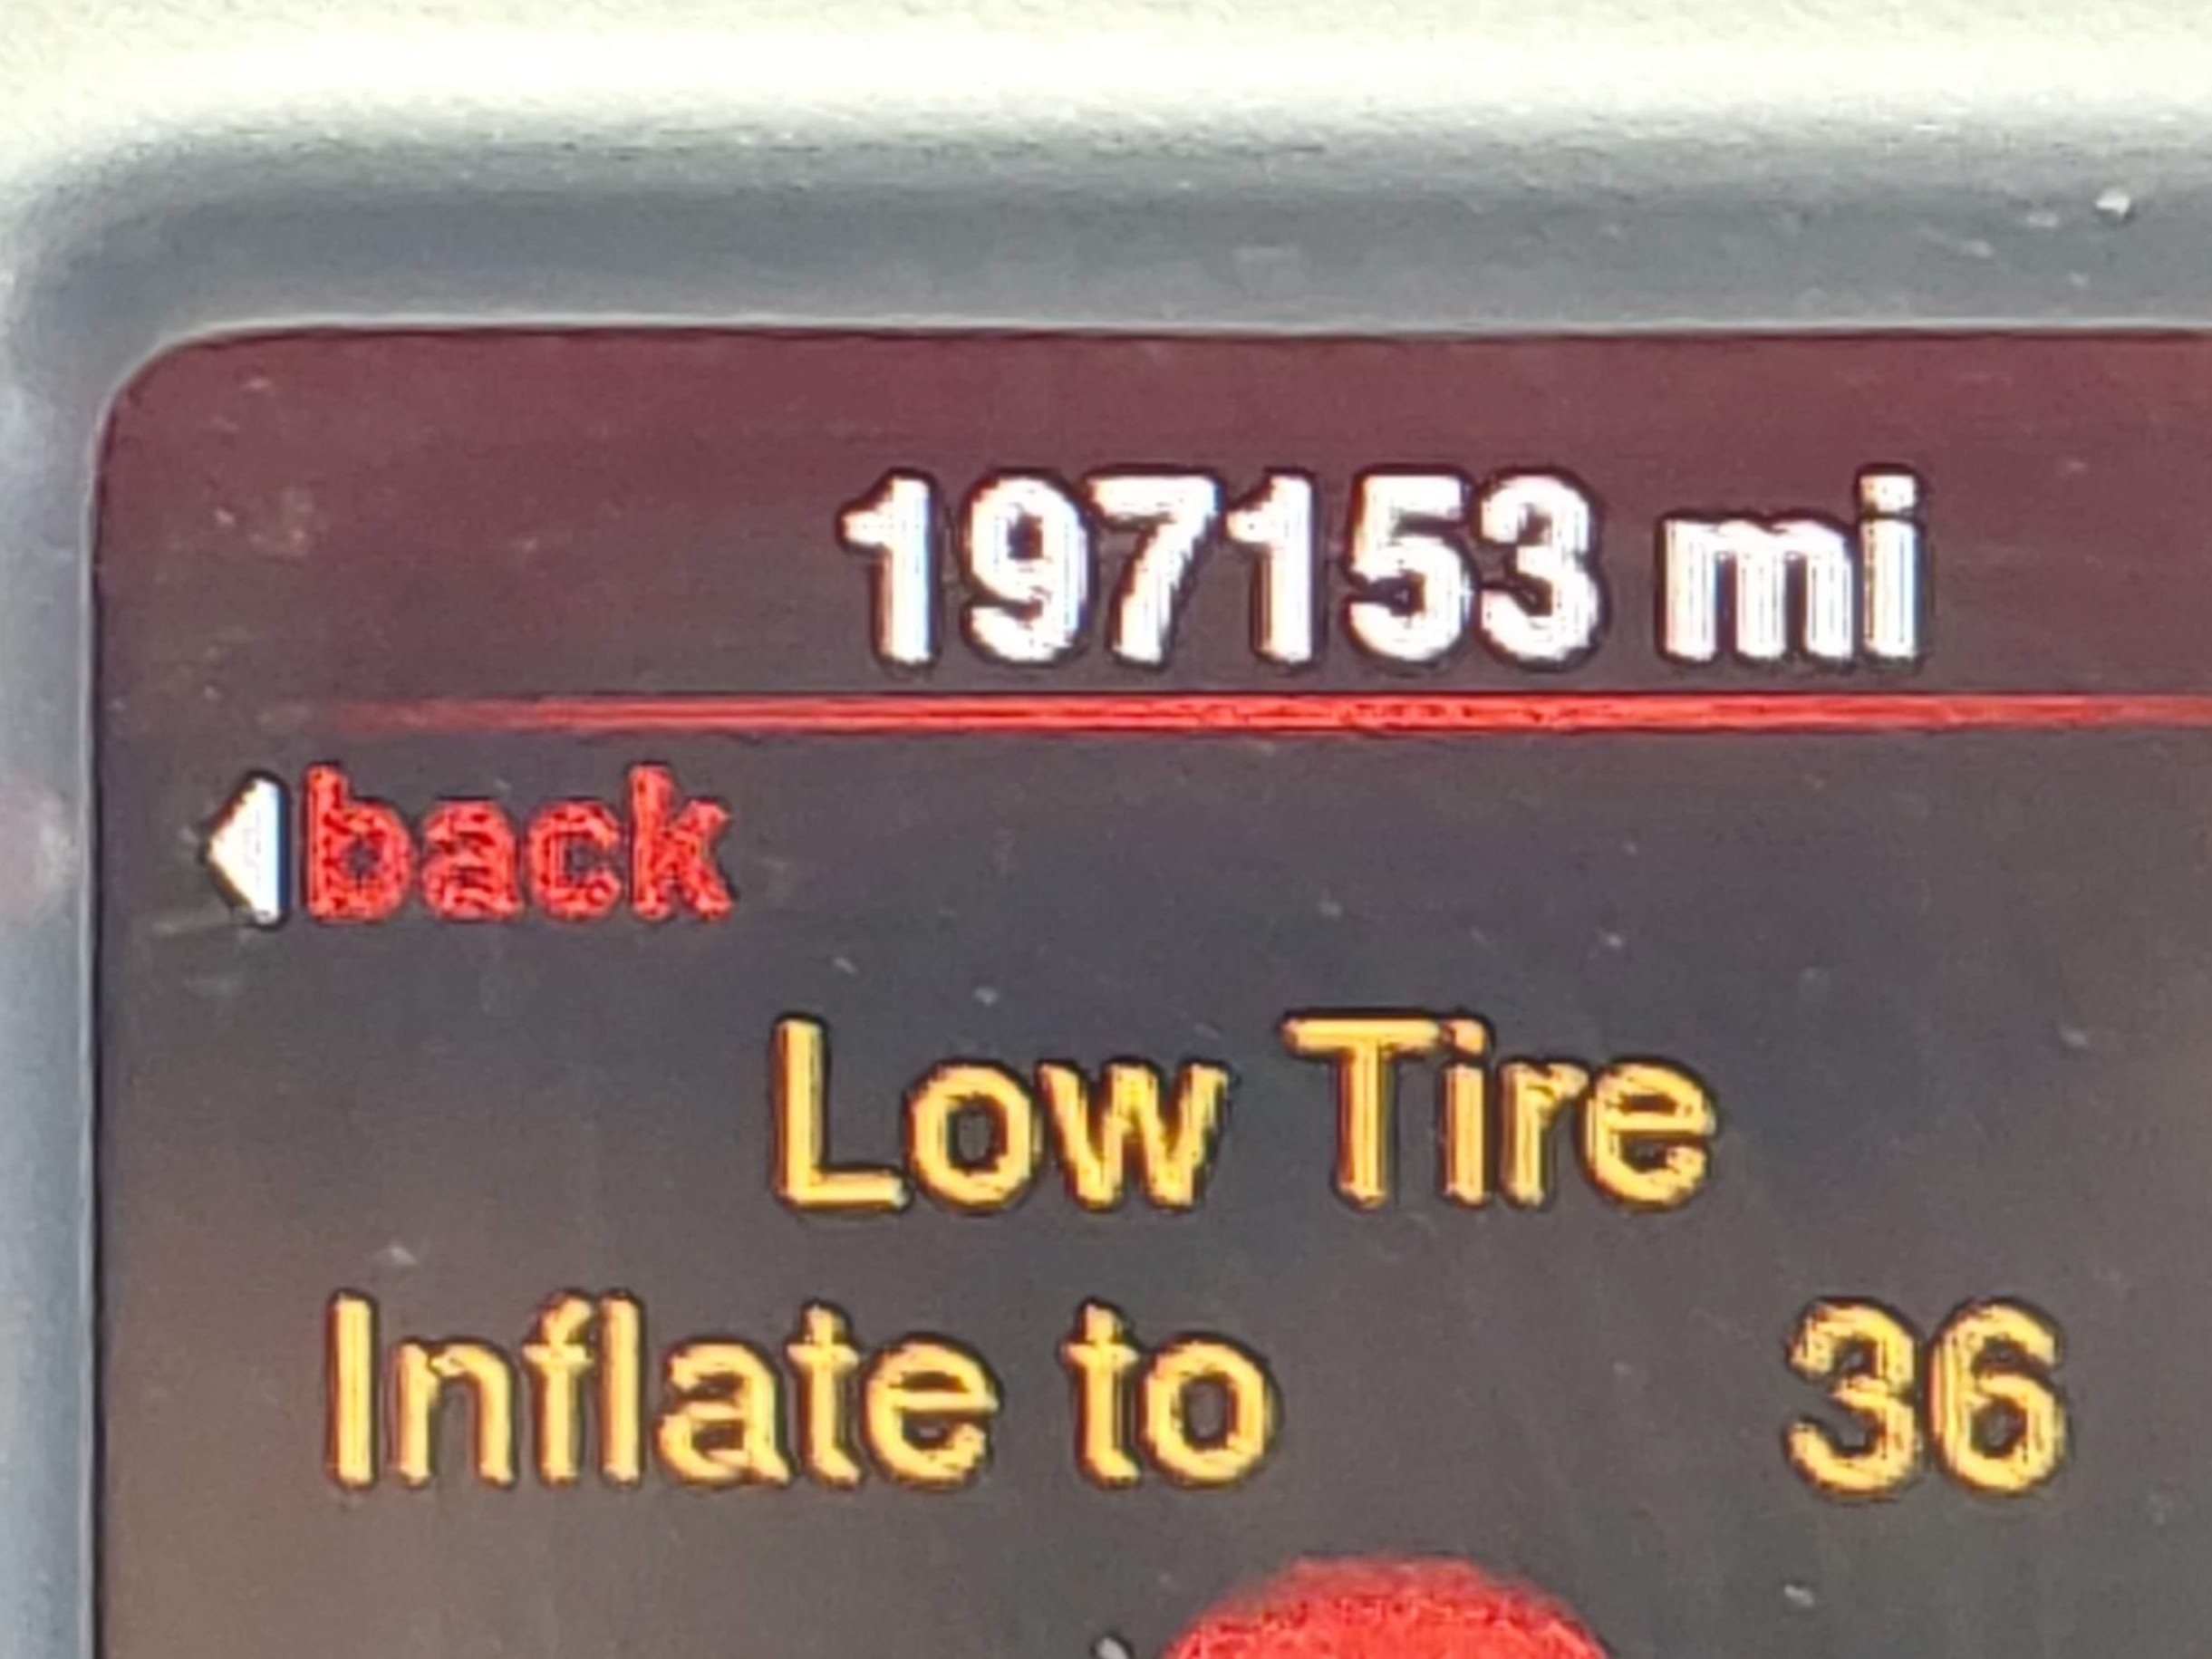 197153 mi
back
Low Tire
Inflate to 36